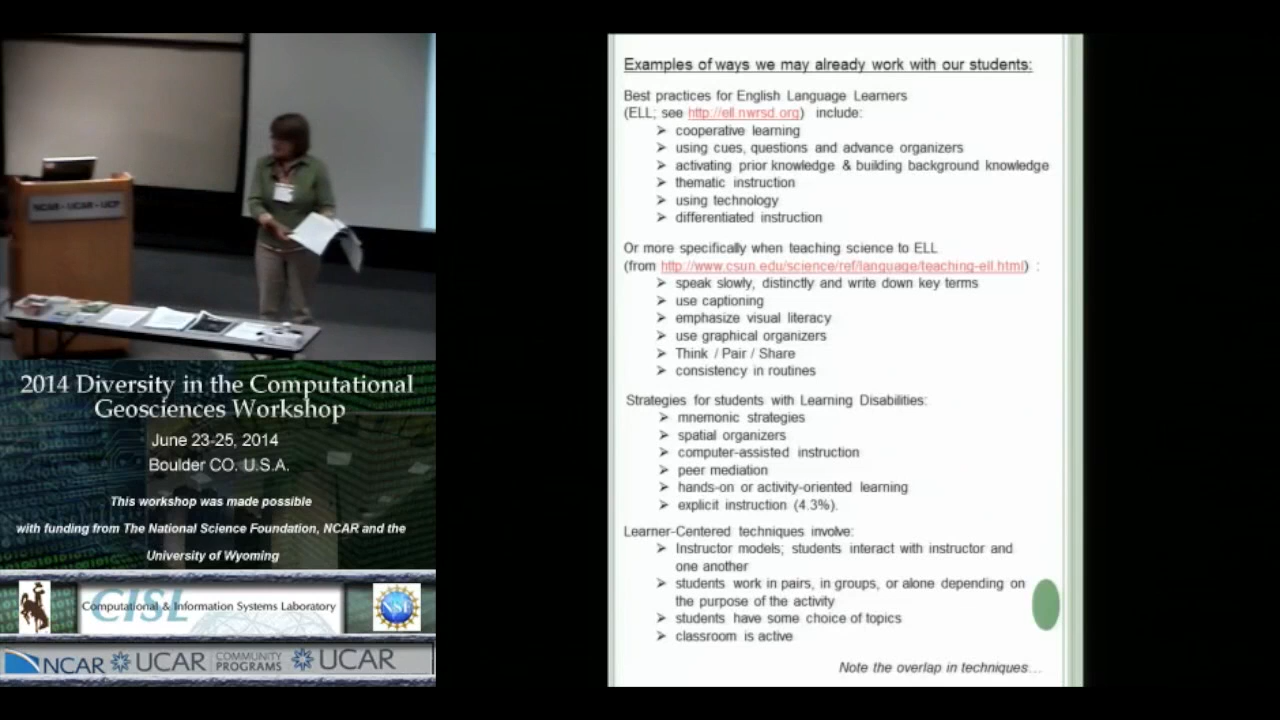 NCAR - UCAR - UCP
2014 Diversity in the Computational
Geosciences Workshop
June 23-25, 2014
Boulder CO. U.S.A.
This workshop was made possible
with funding from The National Science Foundation, NCAR and the
University of Wyoming
CISL
Computational & Information Systems Laboratory
NSF
NCAR
UCAR
COMMUNITY
PROGRAMS
UCAR
Examples of ways we may already work with our students:
Best practices for English Language Learners
(ELL; see http://ell.nwrsd.org) include:
➢ cooperative learning
➢ using cues, questions and advance organizers
➢ activating prior knowledge & building background knowledge
➢ thematic instruction
➢ using technology
➢ differentiated instruction
Or more specifically when teaching science to ELL
(from http://www.csun.edu/science/ref/language/teaching-ell.html) :
➢ speak slowly, distinctly and write down key terms
➢ use captioning
➢ emphasize visual literacy
➢ use graphical organizers
➢ Think / Pair / Share
➢ consistency in routines
Strategies for students with Learning Disabilities:
➢ mnemonic strategies
➢ spatial organizers
➢ computer-assisted instruction
➢ peer mediation
➢ hands-on or activity-oriented learning
➢ explicit instruction (4.3%).
Learner-Centered techniques involve:
➢ Instructor models; students interact with instructor and
one another
➢ students work in pairs, in groups, or alone depending on
the purpose of the activity
➢ students have some choice of topics
➢ classroom is active
Note the overlap in techniques…